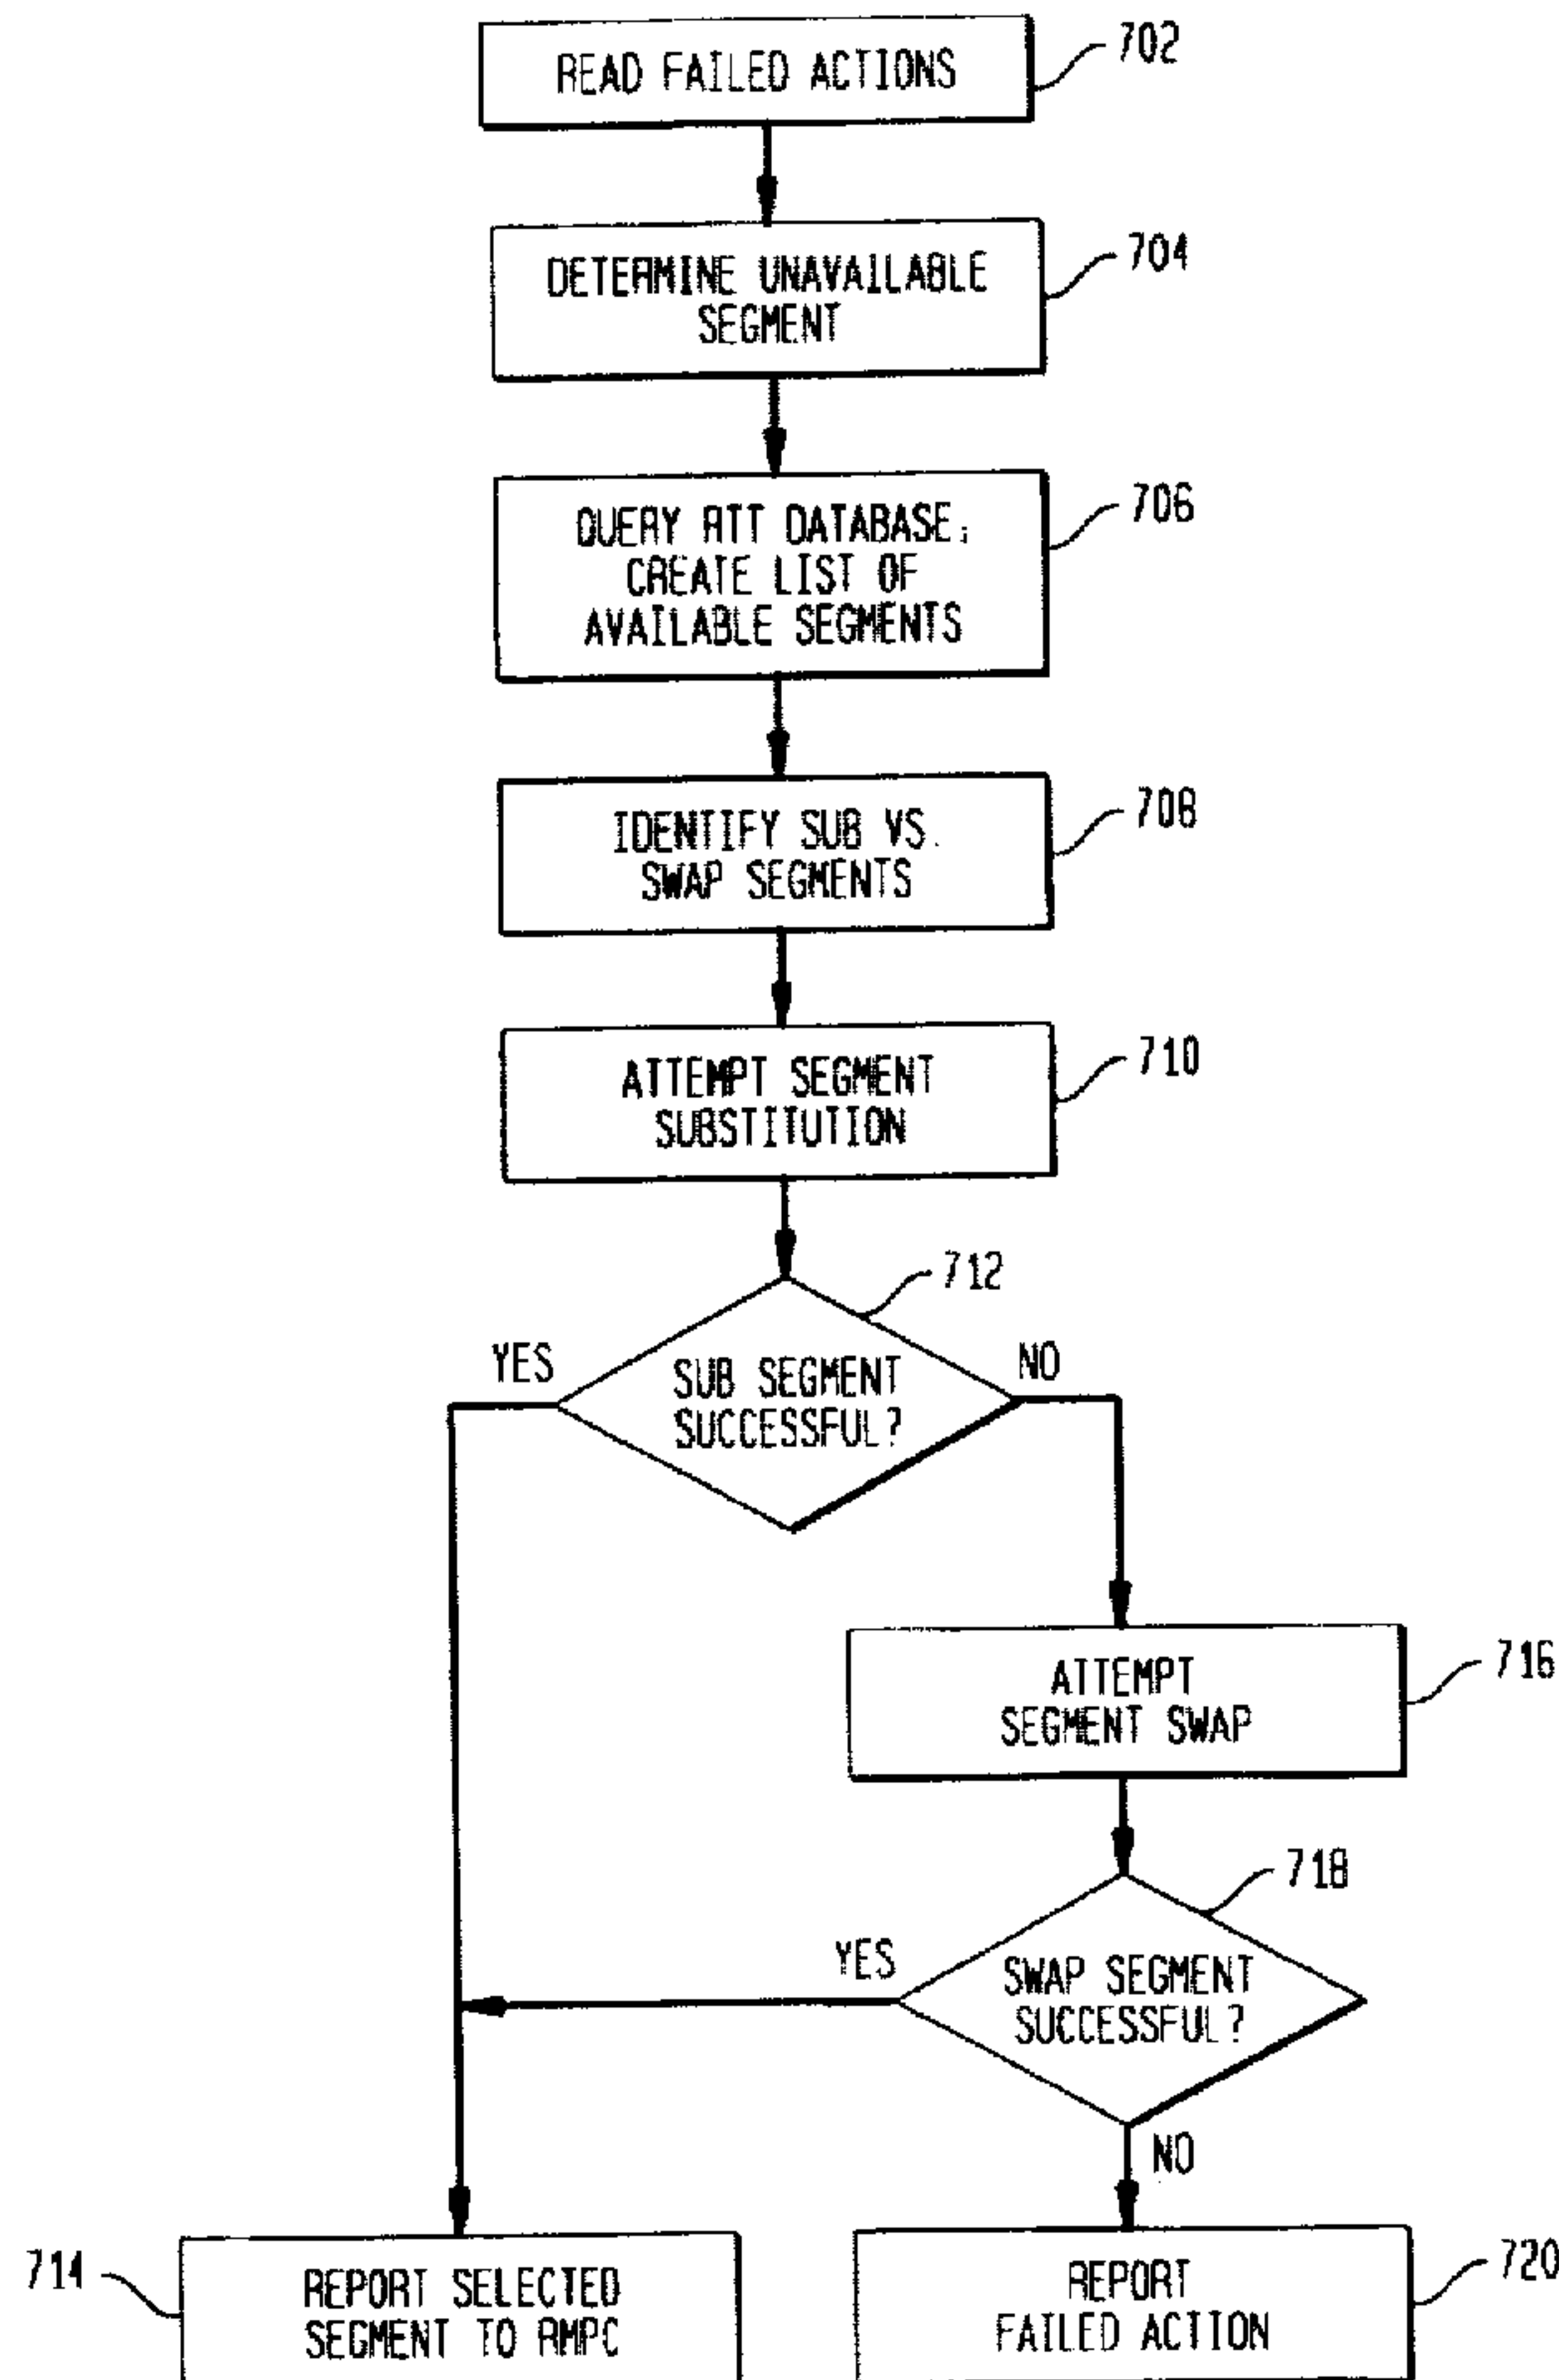 READ FAILED ACTIONS
702
DETERMINE UNAVAILABLE
SEGMENT
704
QUERY RTT DATABASE;
CREATE LIST OF
AVAILABLE SEGMENTS
706
IDENTIFY SUB VS.
SWAP SEGMENTS
708
ATTEMPT SEGMENT
SUBSTITUTION
710
712
YES
SUB SEGMENT
SUCCESSFUL?
NO
ATTEMPT
SEGMENT SWAP
716
718
YES
SWAP SEGMENT
SUCCESSFUL?
NO
714
REPORT SELECTED
SEGMENT TO RMPC
REPORT
FAILED ACTION
720